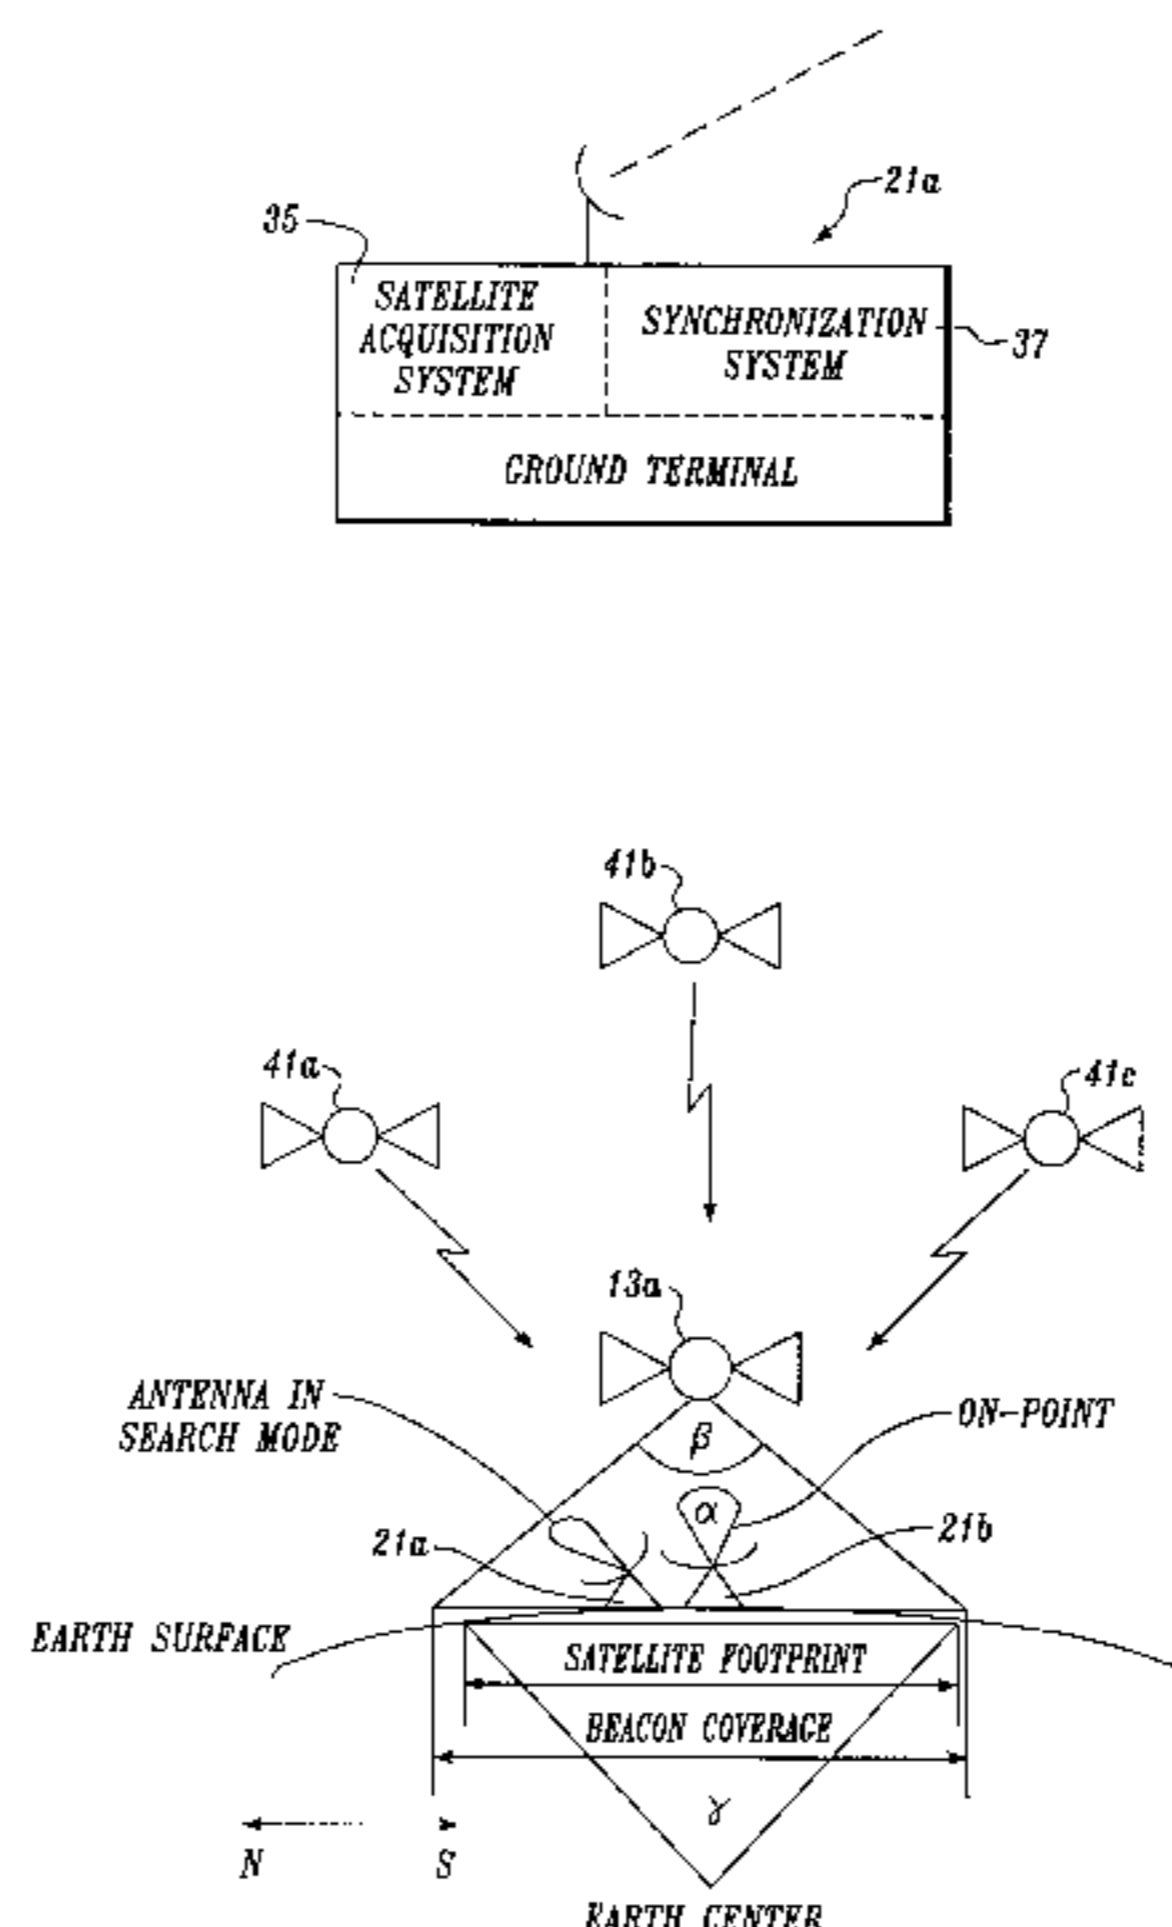 21a
35
SATELLITE
ACQUISITION
SYSTEM
SYNCHRONIZATION
SYSTEM
37
GROUND TERMINAL
41b
41a
41c
13a
ANTENNA IN
SEARCH MODE
ON-POINT
β
α
21a
21b
EARTH SURFACE
SATELLITE FOOTPRINT
BEACON COVERAGE
γ
N S
EARTH CENTER